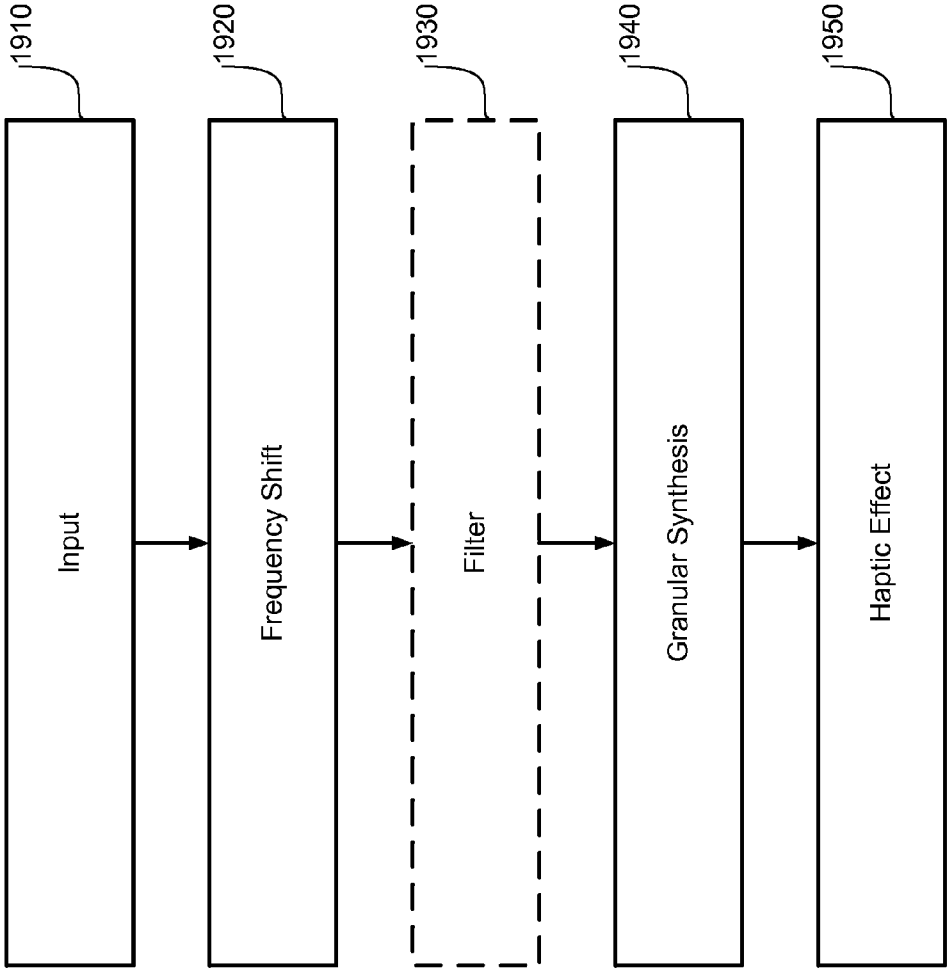 1910
Input
1920
Frequency Shift
1930
Filter
1940
Granular Synthesis
1950
Haptic Effect